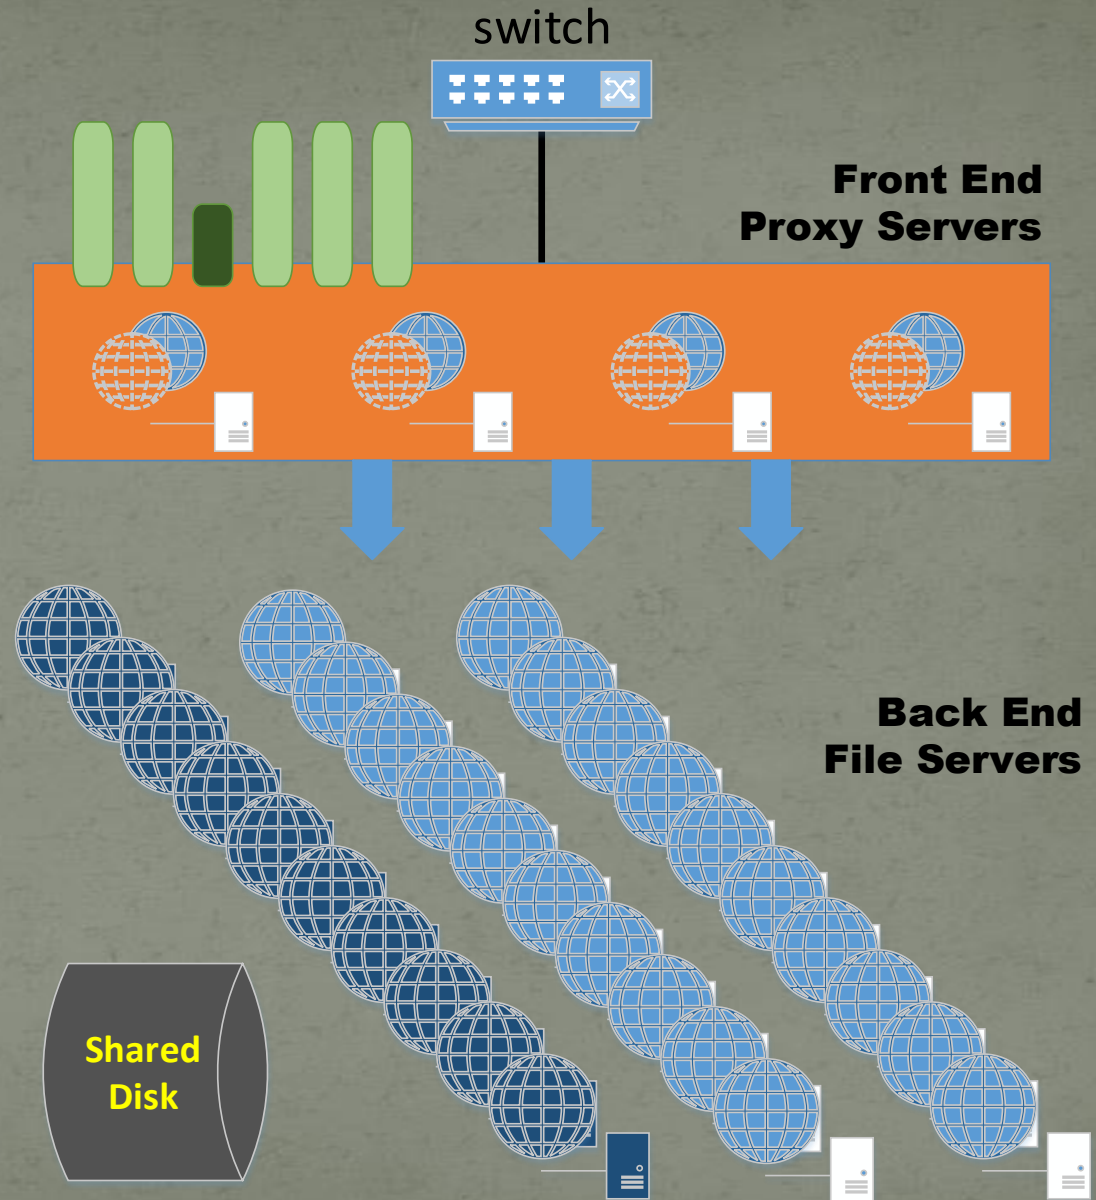 switch
Front End
Proxy Servers
Back End
File Servers
Shared
Disk